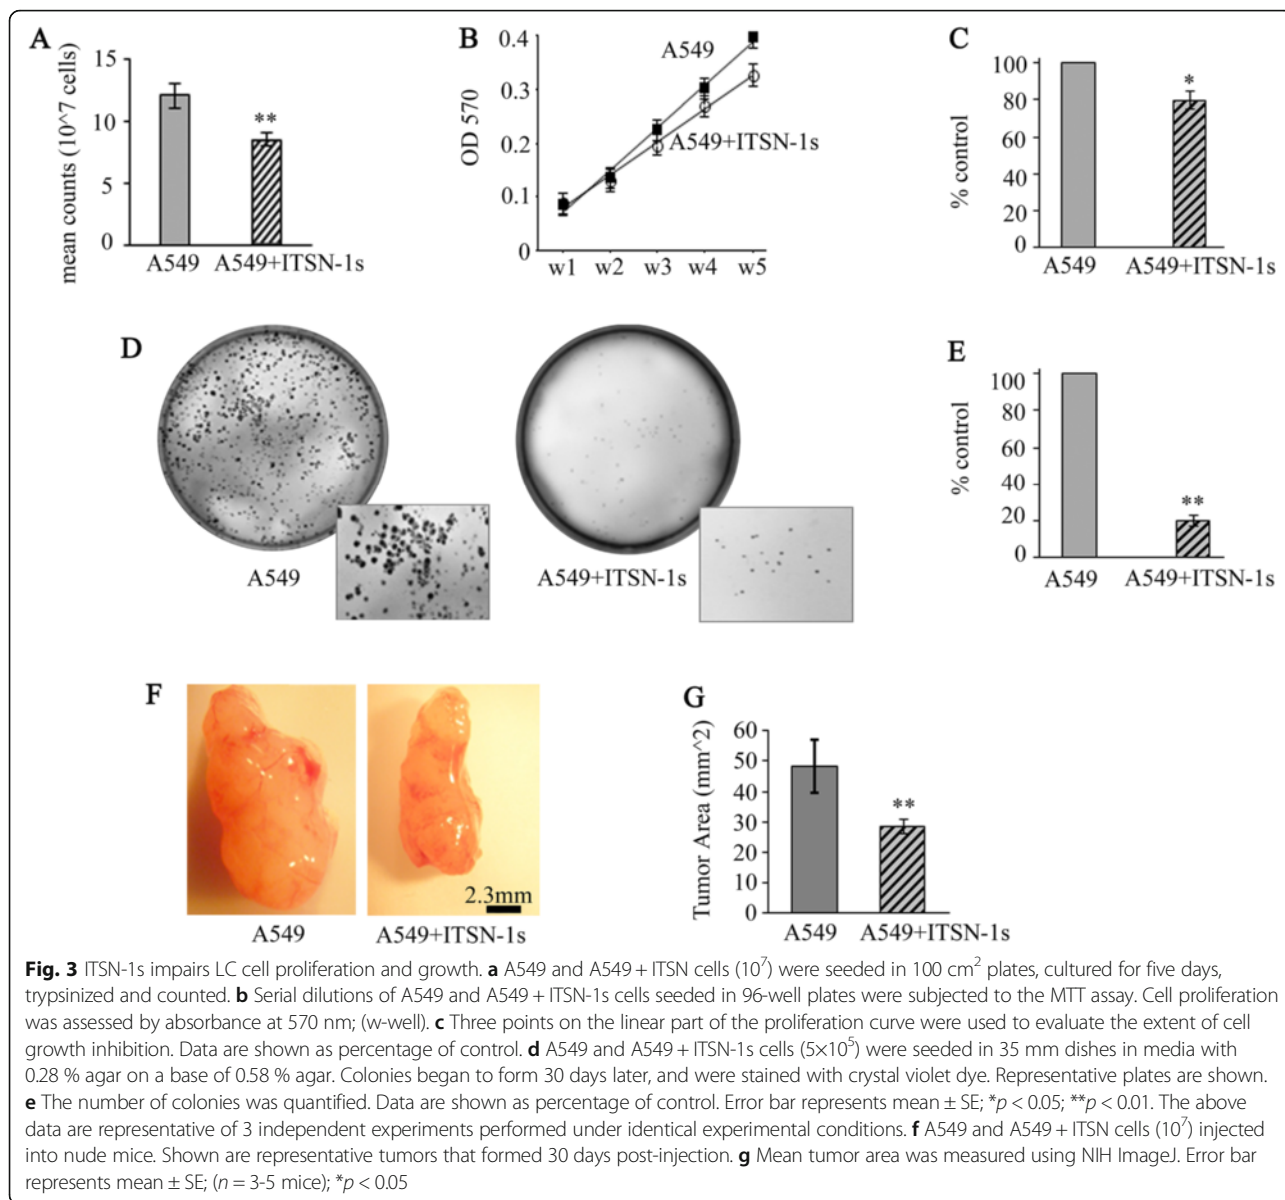 A
15
10
5
0
mean counts (10^7 cells)
**
A549
A549+ITSN-1s
B
0.4
0.3
0.2
0.1
0
OD 570
A549
A549+ITSN-1s
w1 w2 w3 w4 w5
C
100
80
60
40
20
0
% control
*
A549
A549+ITSN-1s
D
A549
A549+ITSN-1s
E
100
80
60
40
20
0
% control
**
A549
A549+ITSN-1s
F
2.3mm
A549
A549+ITSN-1s
G
60
50
40
30
20
10
0
Tumor Area (mm^2)
**
A549
A549+ITSN-1s
Fig. 3 ITSN-1s impairs LC cell proliferation and growth. a A549 and A549 + ITSN cells (10⁷) were seeded in 100 cm² plates, cultured for five days,
trypsinized and counted. b Serial dilutions of A549 and A549 + ITSN-1s cells seeded in 96-well plates were subjected to the MTT assay. Cell proliferation
was assessed by absorbance at 570 nm; (w-well). c Three points on the linear part of the proliferation curve were used to evaluate the extent of cell
growth inhibition. Data are shown as percentage of control. d A549 and A549 + ITSN-1s cells (5×10⁵) were seeded in 35 mm dishes in media with
0.28 % agar on a base of 0.58 % agar. Colonies began to form 30 days later, and were stained with crystal violet dye. Representative plates are shown.
e The number of colonies was quantified. Data are shown as percentage of control. Error bar represents mean ± SE; *p < 0.05; **p < 0.01. The above
data are representative of 3 independent experiments performed under identical experimental conditions. f A549 and A549 + ITSN cells (10⁷) injected
into nude mice. Shown are representative tumors that formed 30 days post-injection. g Mean tumor area was measured using NIH ImageJ. Error bar
represents mean ± SE; (n = 3-5 mice); *p < 0.05